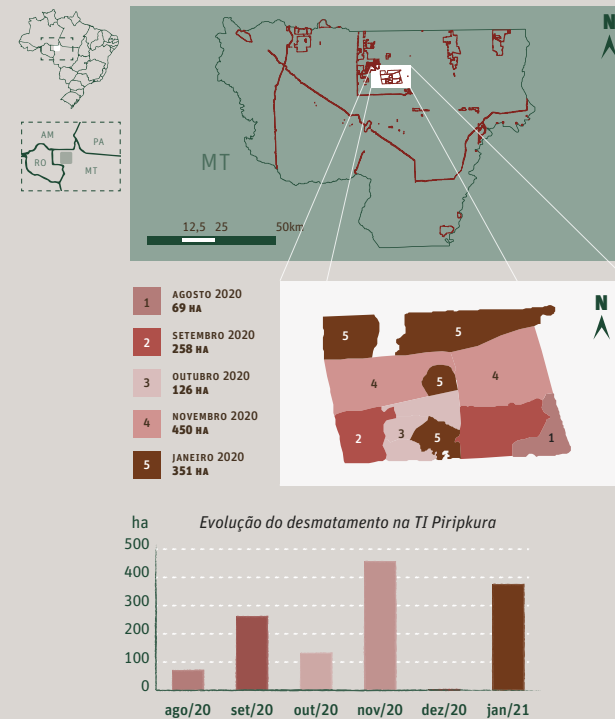 N
AM
PA
RO
MT
MT
12,5 25 50km
N
1 AGOSTO 2020
69 HA
2 SETEMBRO 2020
258 HA
3 OUTUBRO 2020
126 HA
4 NOVEMBRO 2020
450 HA
5 JANEIRO 2020
351 HA
5
5
4
5
4
2
3
5
1
ha
Evolução do desmatamento na TI Piripkura
500
400
300
200
100
0
ago/20 set/20 out/20 nov/20 dez/20 jan/21